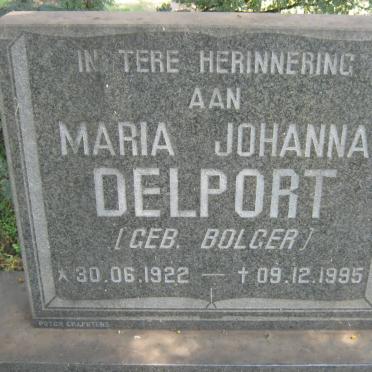 IN TERE HERINNERING
AAN
MARIA JOHANNA
DELPORT
[GEB. BOLGER]
* 30.06.1922 — † 09.12.1995